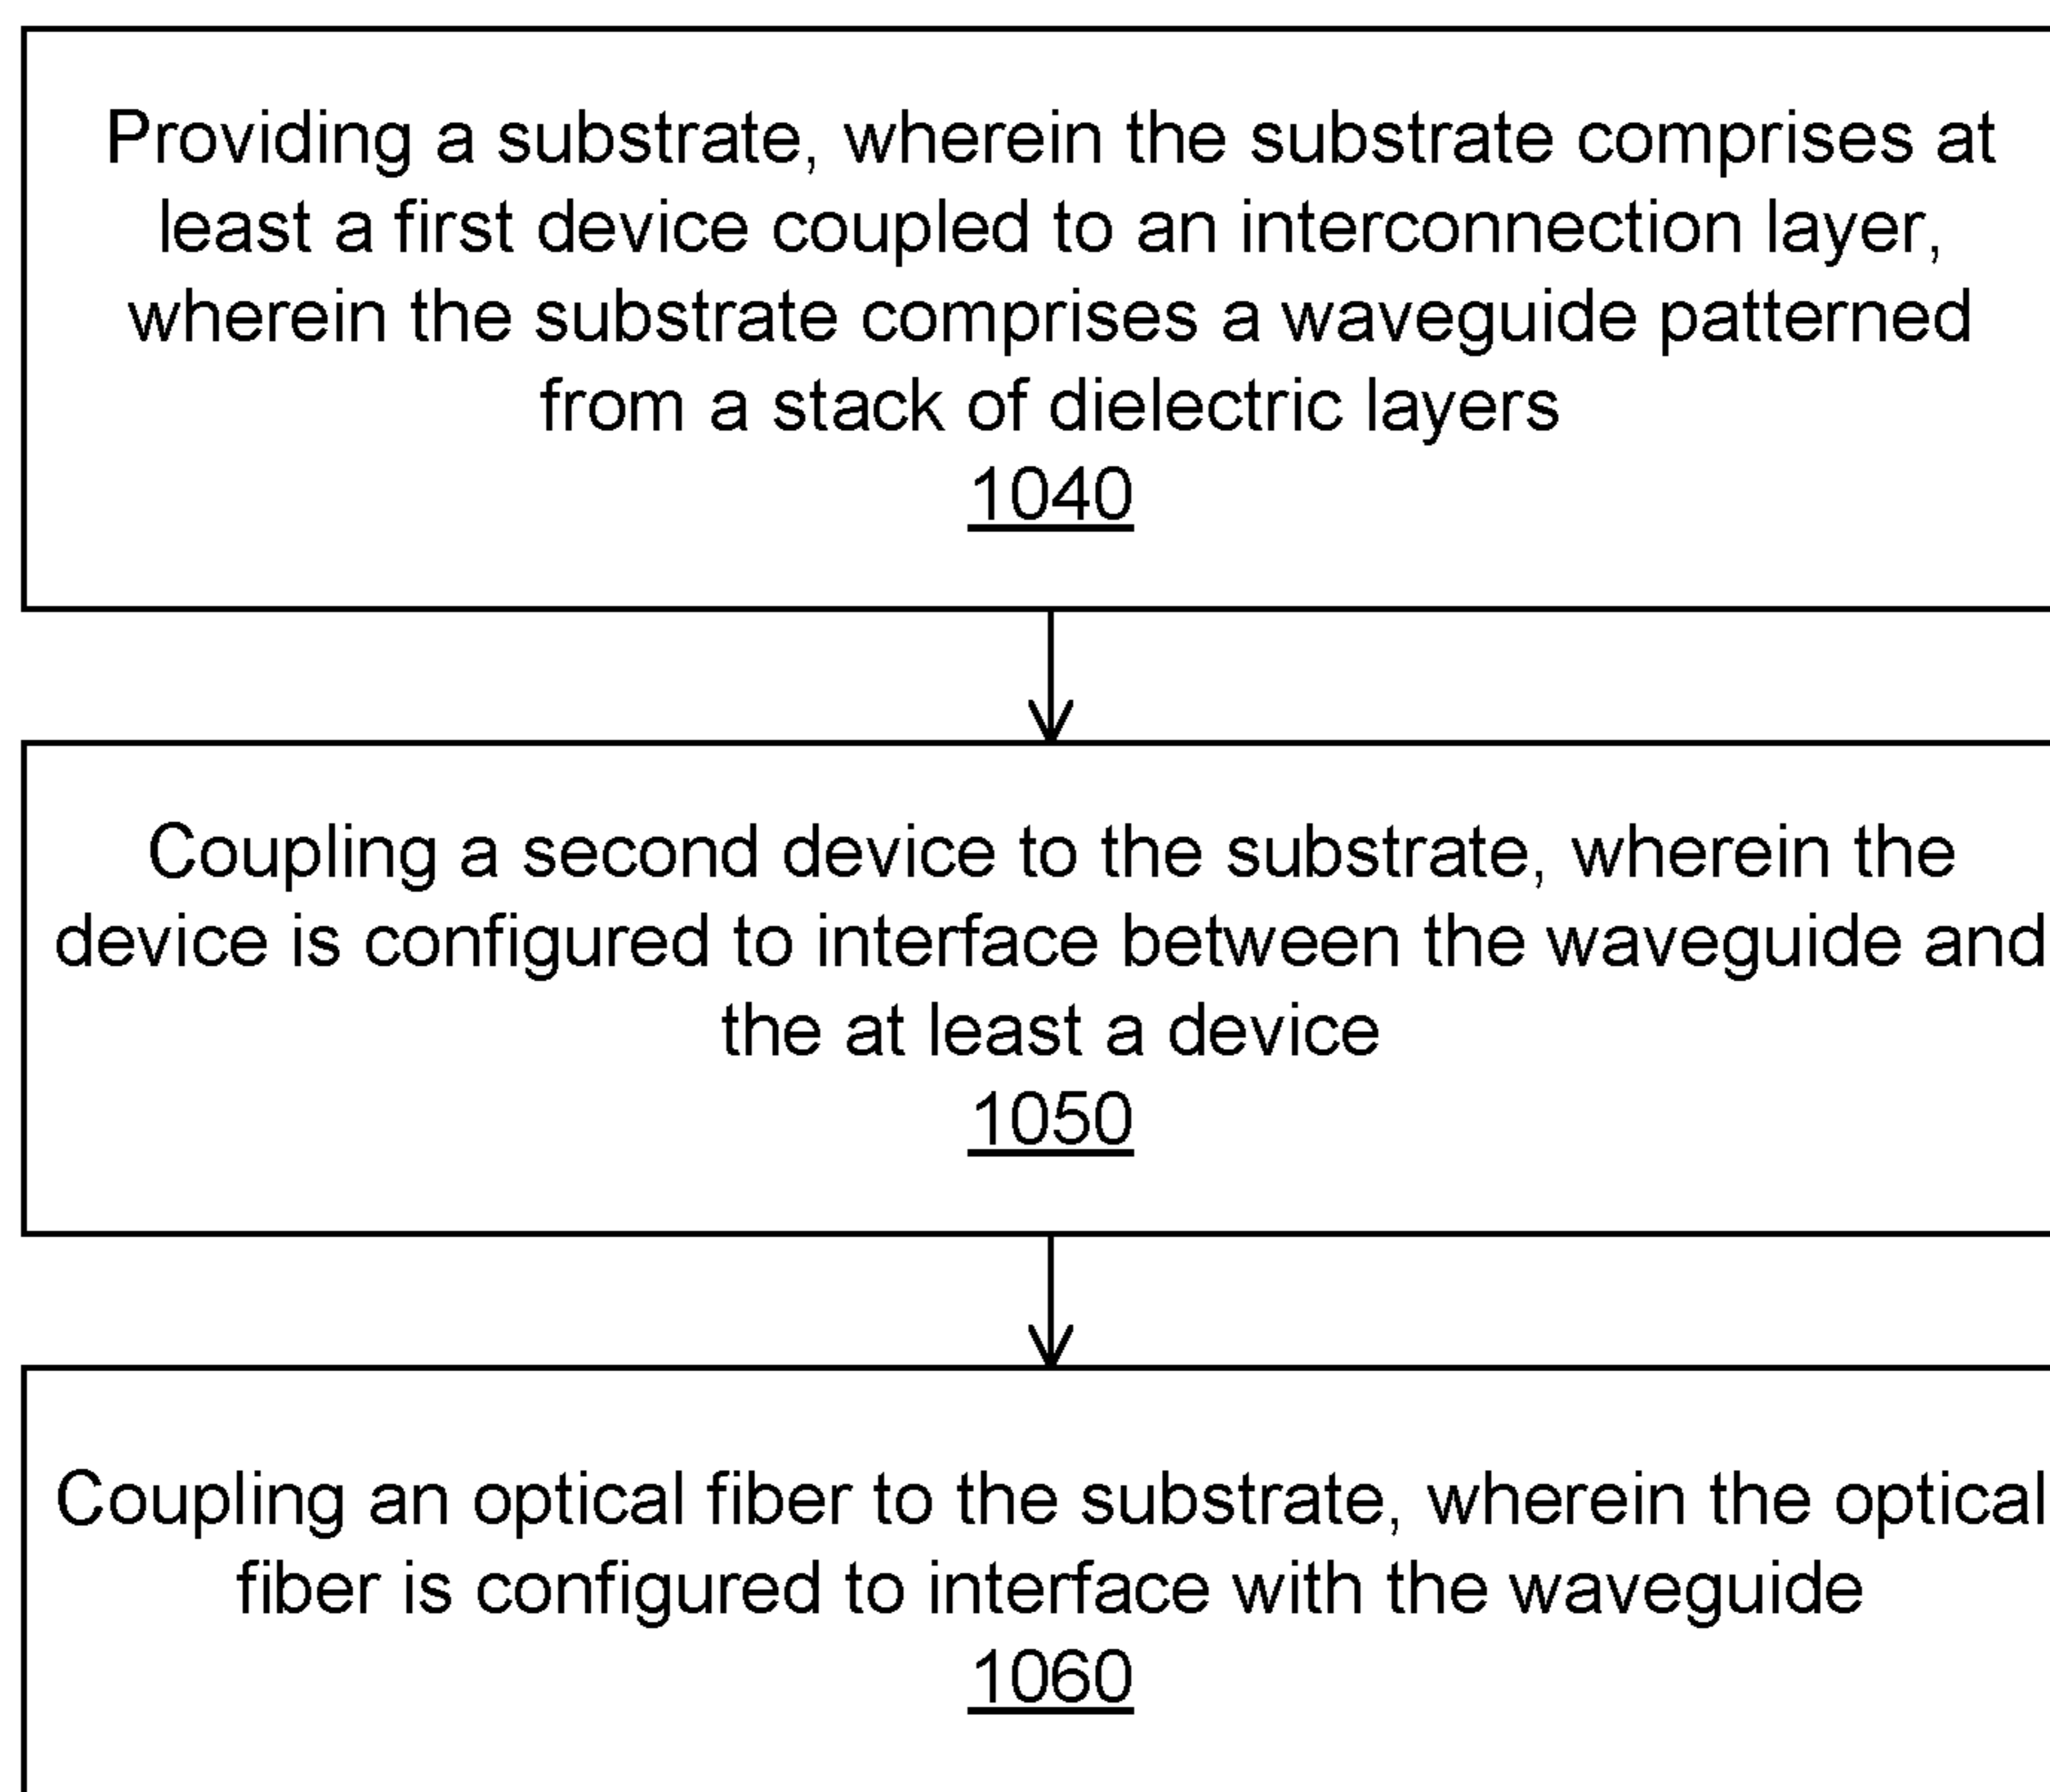 Providing a substrate, wherein the substrate comprises at
least a first device coupled to an interconnection layer,
wherein the substrate comprises a waveguide patterned
from a stack of dielectric layers
1040
Coupling a second device to the substrate, wherein the
device is configured to interface between the waveguide and
the at least a device
1050
Coupling an optical fiber to the substrate, wherein the optical
fiber is configured to interface with the waveguide
1060